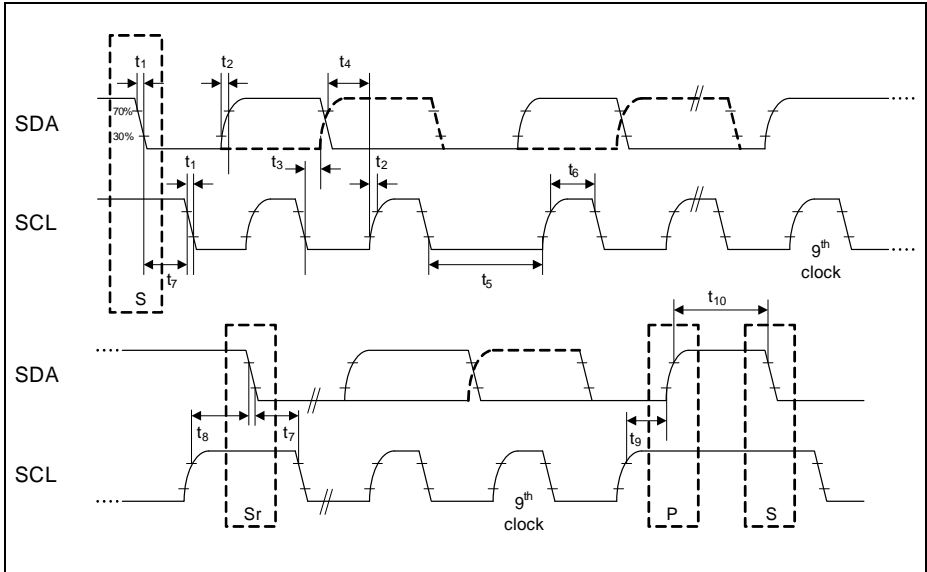 t1 t2 t4
SDA
70%
30%
t1 t3 t2 t6
SCL
t7 t5 9th
clock
S t10
SDA
t8 t7 t9
SCL
9th
clock
Sr P S